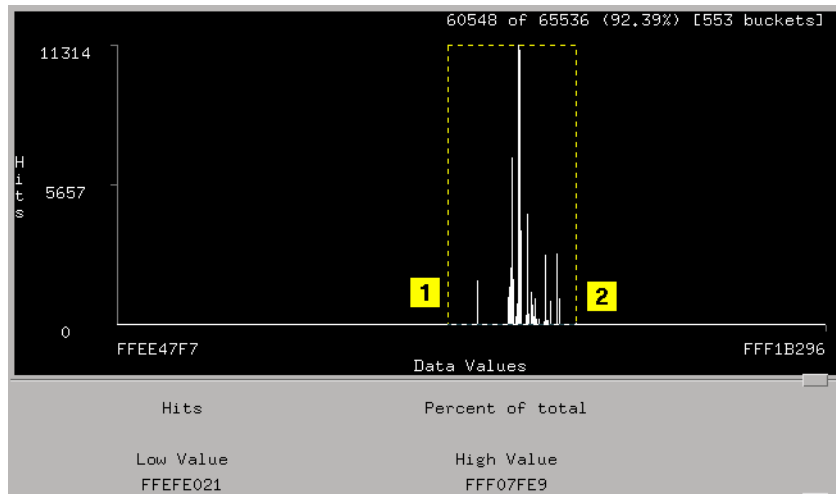 60548 of 65536 (92.39%) [553 buckets]
11314
Hits
5657
1
2
0
FFEE47F7
FFF1B296
Data Values
Hits
Percent of total
Low Value
High Value
FFEFE021
FFF07FE9